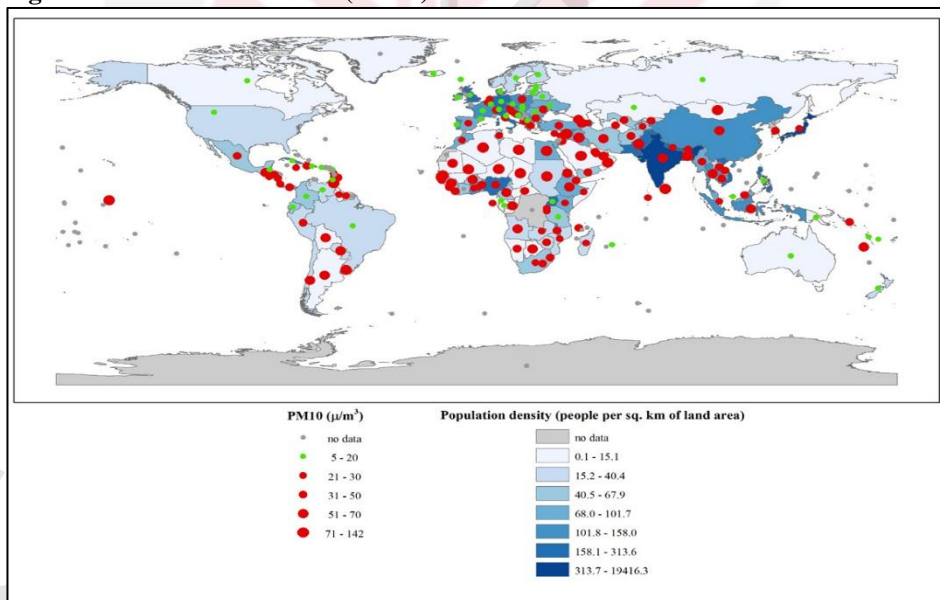 PM10 (µ/m³)
no data
5 - 20
21 - 30
31 - 50
51 - 70
71 - 142
Population density (people per sq. km of land area)
no data
0.1 - 15.1
15.2 - 40.4
40.5 - 67.9
68.0 - 101.7
101.8 - 158.0
158.1 - 313.6
313.7 - 19416.3